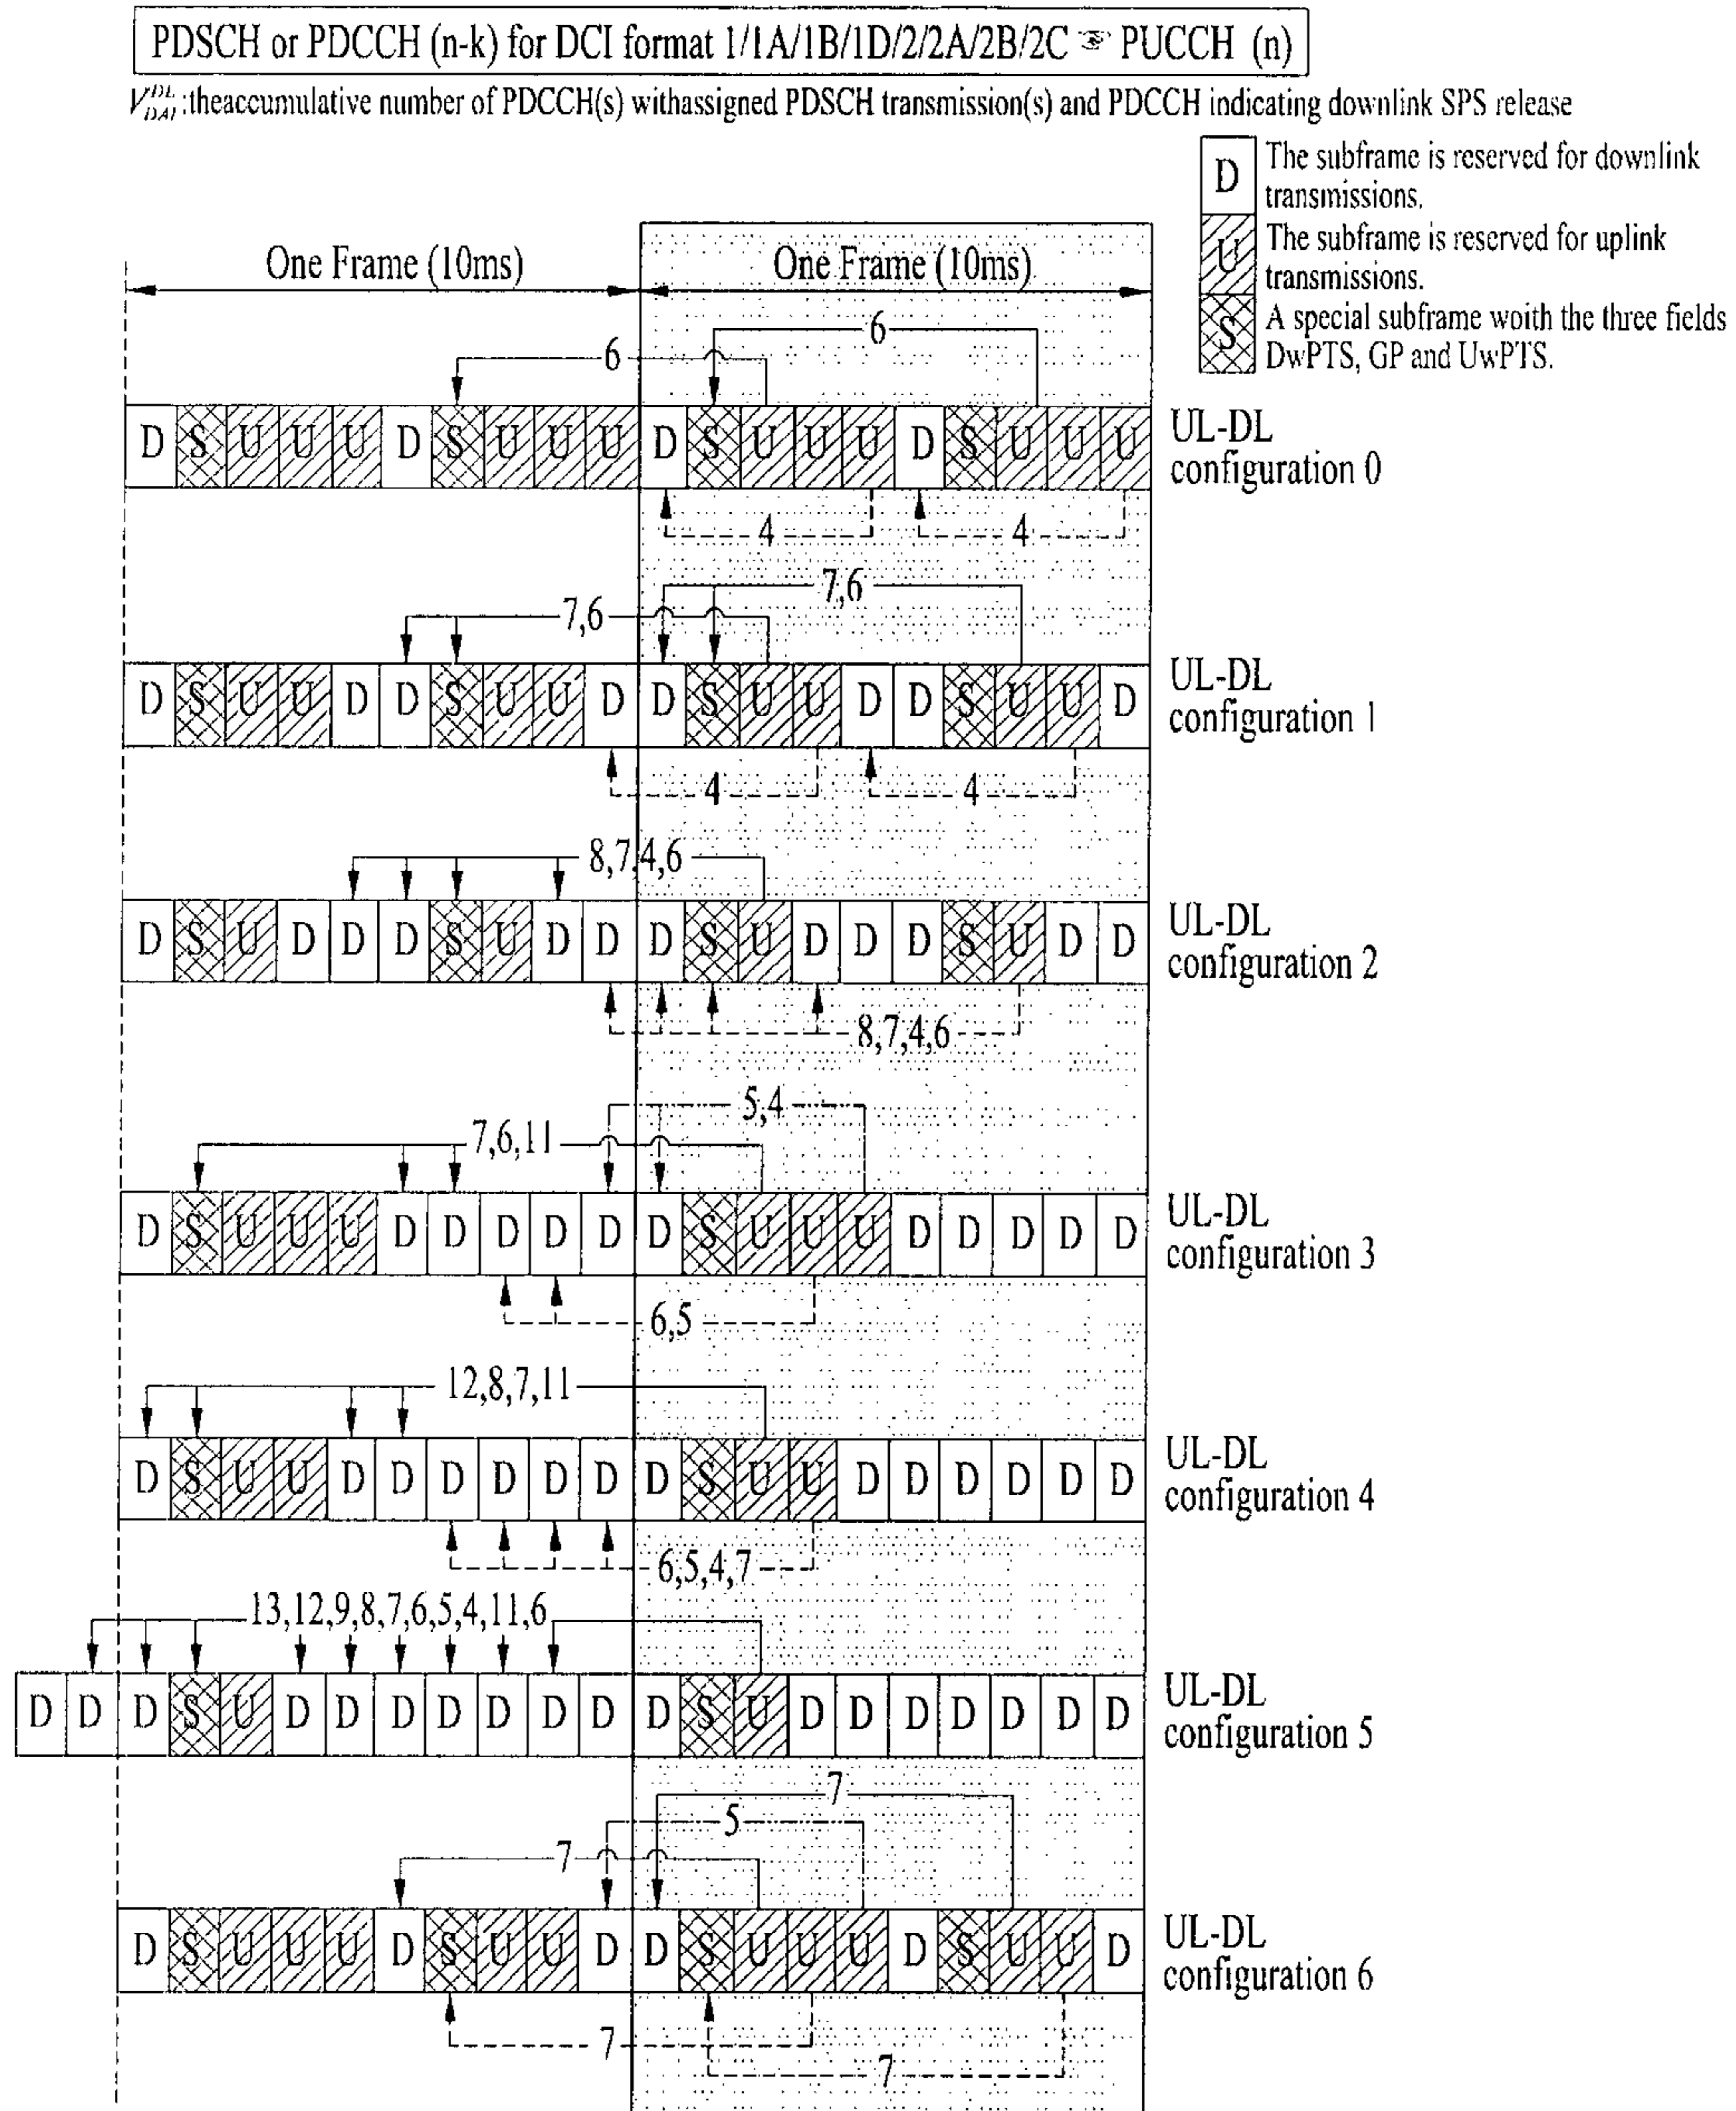 PDSCH or PDCCH (n-k) for DCI format 1/1A/1B/1D/2/2A/2B/2C PUCCH (n)
V_{DAI}^{DL} :theaccumulative number of PDCCH(s) withassigned PDSCH transmission(s) and PDCCH indicating downlink SPS release
D The subframe is reserved for downlink
transmissions.
U The subframe is reserved for uplink
transmissions.
S A special subframe woith the three fields
DwPTS, GP and UwPTS.
One Frame (10ms) One Frame (10ms)
6 6
D S U U U D S U U U D S U U U D S U U U
UL-DL
configuration 0
4 4
7,6 7,6
D S U U D D S U U D D S U U D D S U U D
UL-DL
configuration 1
4 4
8,7,4,6
D S U D D D S U D D D S U D D D S U D D
UL-DL
configuration 2
8,7,4,6
5,4
7,6,11
D S U U U D D D D D D S U U U D D D D D
UL-DL
configuration 3
6,5
12,8,7,11
D S U U D D D D D D D S U U D D D D D D
UL-DL
configuration 4
6,5,4,7
13,12,9,8,7,6,5,4,11,6
D D D S U D D D D D D D D S U D D D D D D D
UL-DL
configuration 5
7
5
7
D S U U U D S U U D D S U U U D S U U D
UL-DL
configuration 6
7
7